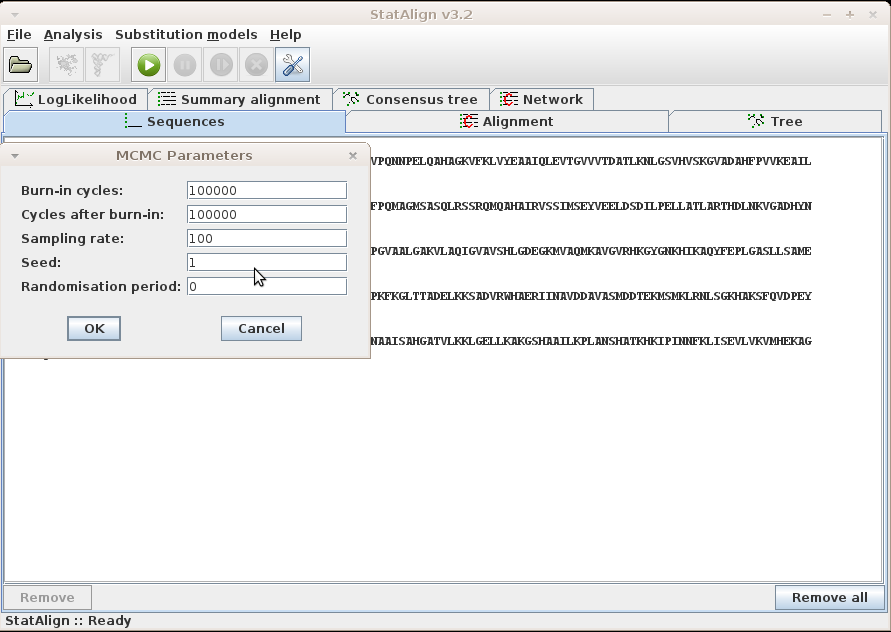 StatAlign v3.2
File Analysis Substitution models Help
LogLikelihood Summary alignment Consensus tree Network
Sequences Alignment Tree
MCMC Parameters
VPQNNPELQAHAGKVFKLVYEAAIQLEVTGVVVTDATLKNLGSVHVSKGVADAHFPVVKEAIL
Burn-in cycles: 100000
FPQMAGMSASQLRSSRQMQAHAIRVSSIMSEYVEELDSDILPELLATLARTHDLNKVGADHYN
Cycles after burn-in: 100000
Sampling rate: 100
PGVAALGAKVLAQIGVAVSHLGDEGKMVAQMKAVGVRHKGYGNKHIKAQYFEPLGASLLSAME
Seed: 1
Randomisation period: 0
PKFKGLTTADELKKSADVRWHAERIINAVDDAVASMDDTEKMSMKLRNLSGKHAKSFQVDPEY
OK Cancel
NAAISAHGATVLKKLGELLKAKGSHAAILKPLANSHATKHKIPINNFKLISEVLVKVMHEKAG
Remove Remove all
StatAlign :: Ready